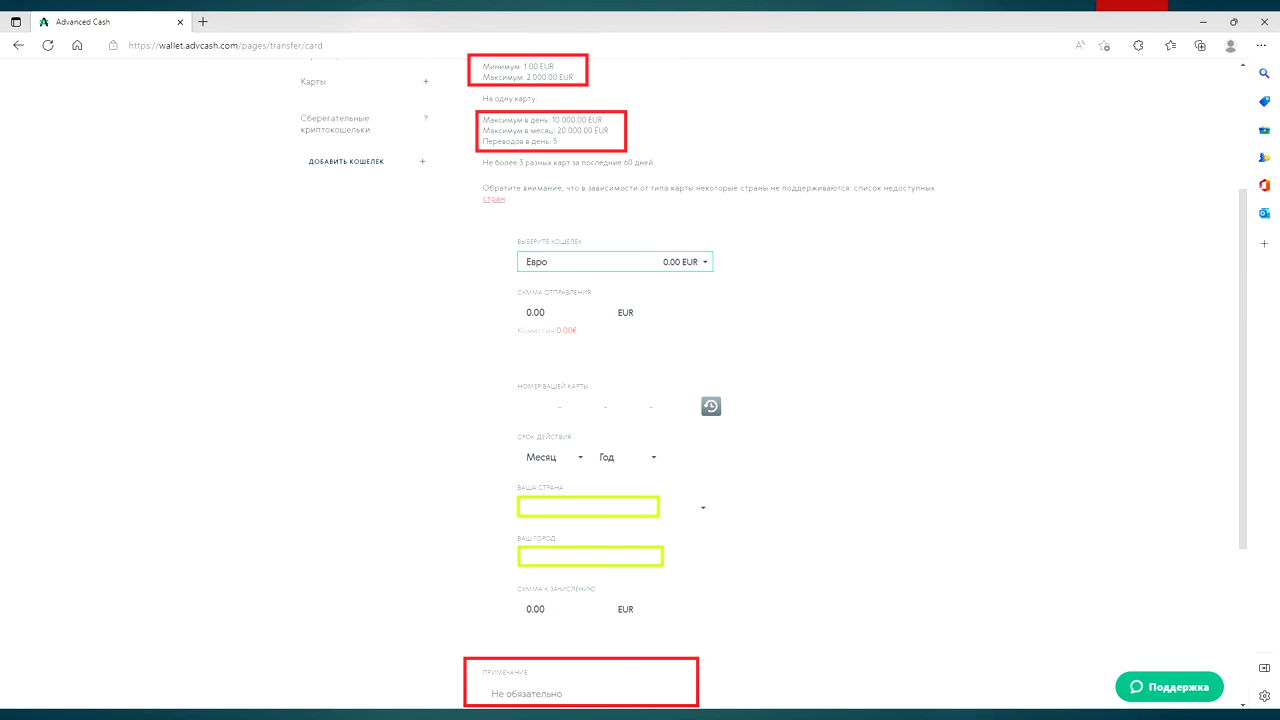 Advanced Cash
https://wallet.advcash.com/pages/transfer/card
Минимум: 1.00 EUR
Максимум: 2 000.00 EUR
Карты
На одну карту:
Максимум в день: 10 000.00 EUR
Максимум в месяц: 20 000.00 EUR
Переводов в день: 5
Сберегательные ?
криптокошельки
ДОБАВИТЬ КОШЕЛЕК
Не более 3 разных карт за последние 60 дней.
Обратите внимание, что в зависимости от типа карты некоторые страны не поддерживаются: список недоступных
стран.
ВЫБЕРИТЕ КОШЕЛЕК
Евро 0.00 EUR
СУММА ОТПРАВЛЕНИЯ
0.00 EUR
Комиссия 0.00€
НОМЕР ВАШЕЙ КАРТЫ
- - -
СРОК ДЕЙСТВИЯ
Месяц Год
ВАША СТРАНА
ВАШ ГОРОД
СУММА К ЗАЧИСЛЕНИЮ
0.00 EUR
ПРИМЕЧАНИЕ
Не обязательно
Поддержка